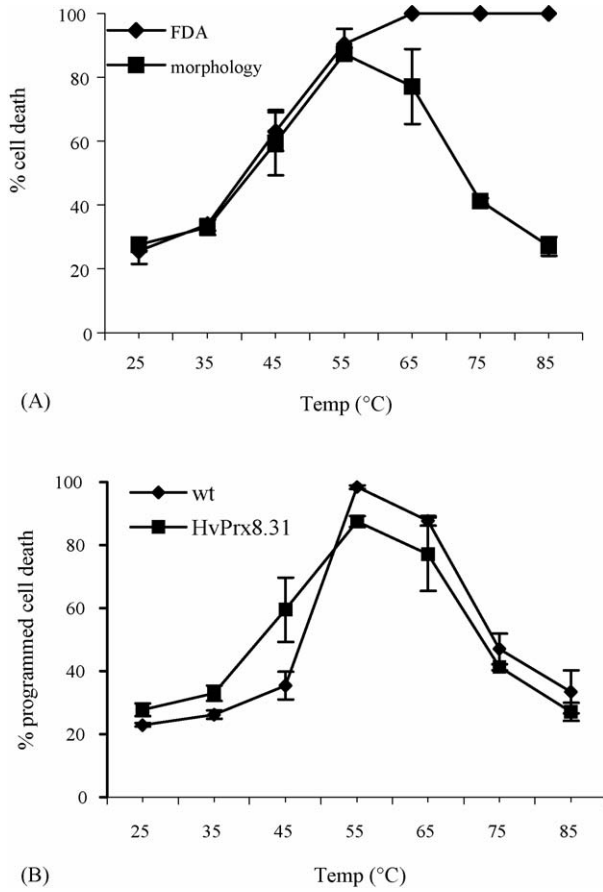 100
80
60
40
20
0
% cell death
FDA
morphology
25 35 45 55 65 75 85
(A)
Temp (°C)
100
80
60
40
20
0
% programmed cell death
wt
HvPrx8.31
25 35 45 55 65 75 85
(B)
Temp (°C)